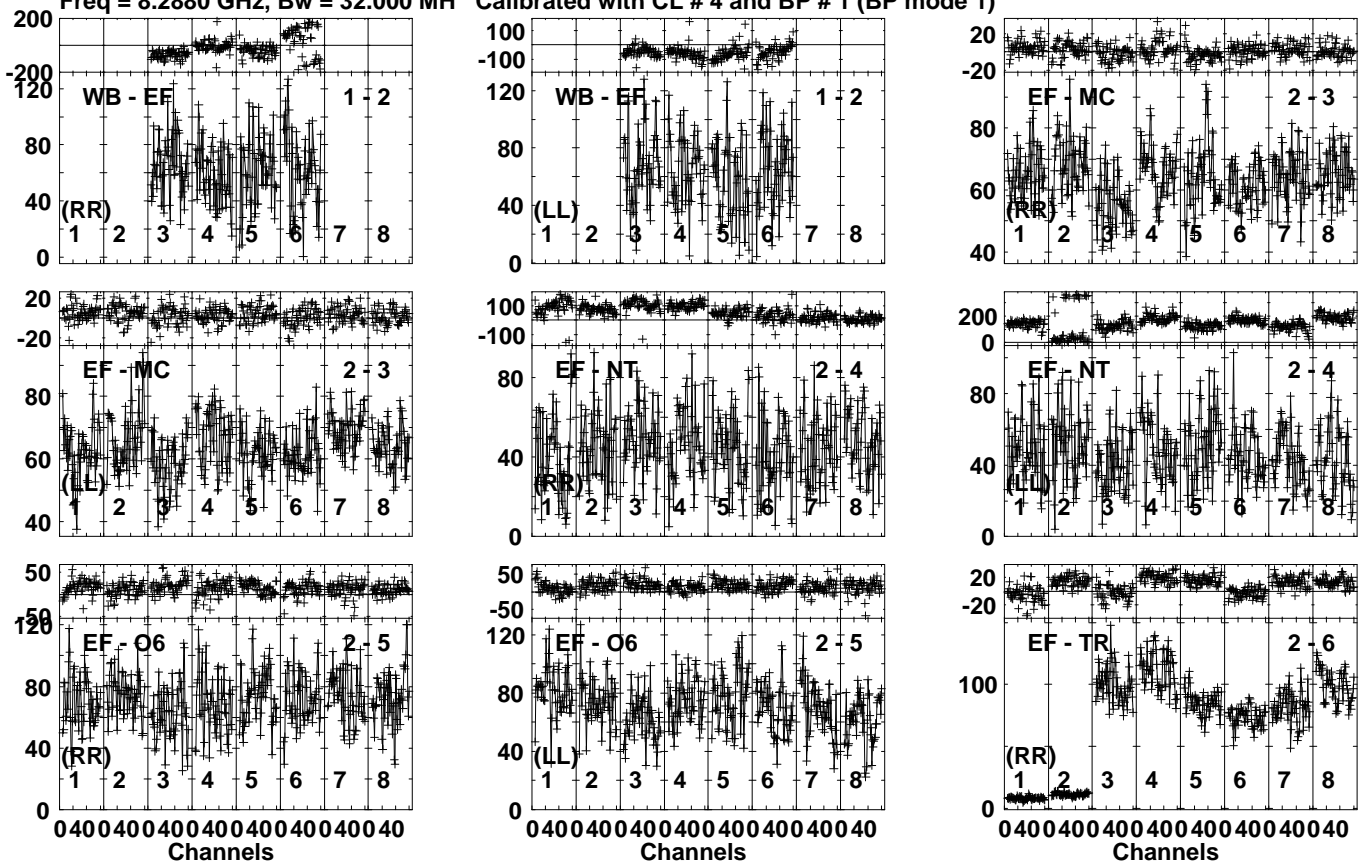 Freq = 8.2880 GHz, Bw = 32.000 MH Calibrated with CL # 4 and BP # 1 (BP mode 1)
200
-200
WB - EF 1 - 2
120
80
40
0
(RR)
1 2 3 4 5 6 7 8
100
-100
WB - EF 1 - 2
120
80
40
0
(LL)
1 2 3 4 5 6 7 8
20
-20
EF - MC 2 - 3
80
60
40
(RR)
1 2 3 4 5 6 7 8
20
-20
EF - MC 2 - 3
80
60
40
(LL)
1 2 3 4 5 6 7 8
100
-100
EF - NT 2 - 4
80
40
0
(RR)
1 2 3 4 5 6 7 8
200
0
EF - NT 2 - 4
80
40
0
(LL)
1 2 3 4 5 6 7 8
50
-50
EF - O6 2 - 5
120
80
40
0
(RR)
1 2 3 4 5 6 7 8
50
-50
EF - O6 2 - 5
120
80
40
0
(LL)
1 2 3 4 5 6 7 8
20
-20
EF - TR 2 - 6
100
0
(RR)
1 2 3 4 5 6 7 8
0 40 0 40 0 40 0 40 0 40 0 40 0 40 0 40
Channels
0 40 0 40 0 40 0 40 0 40 0 40 0 40 0 40
Channels
0 40 0 40 0 40 0 40 0 40 0 40 0 40 0 40
Channels